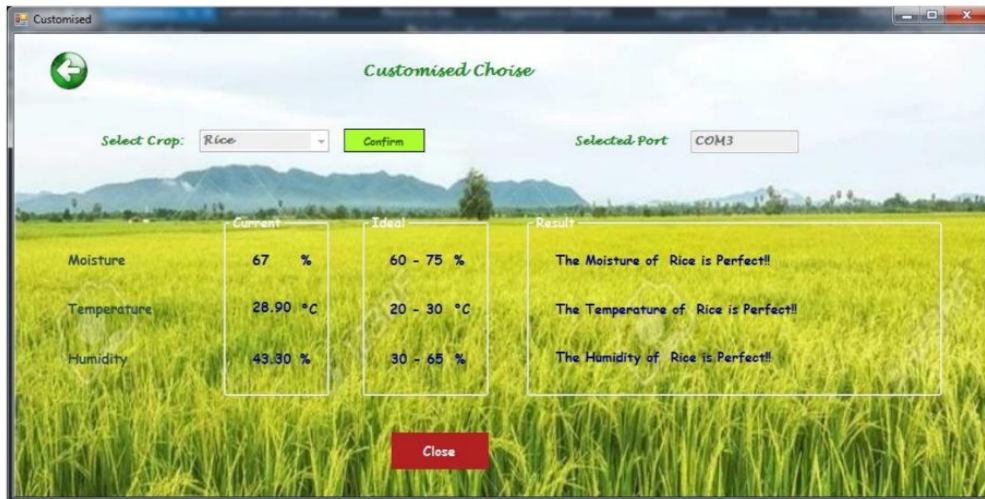 Customised
Customised Choise
Select Crop: Rice Confirm Selected Port COM3
Current Ideal Result
Moisture 67 % 60 - 75 % The Moisture of Rice is Perfect!!
Temperature 28.90 °C 20 - 30 °C The Temperature of Rice is Perfect!!
Humidity 43.30 % 30 - 65 % The Humidity of Rice is Perfect!!
Close